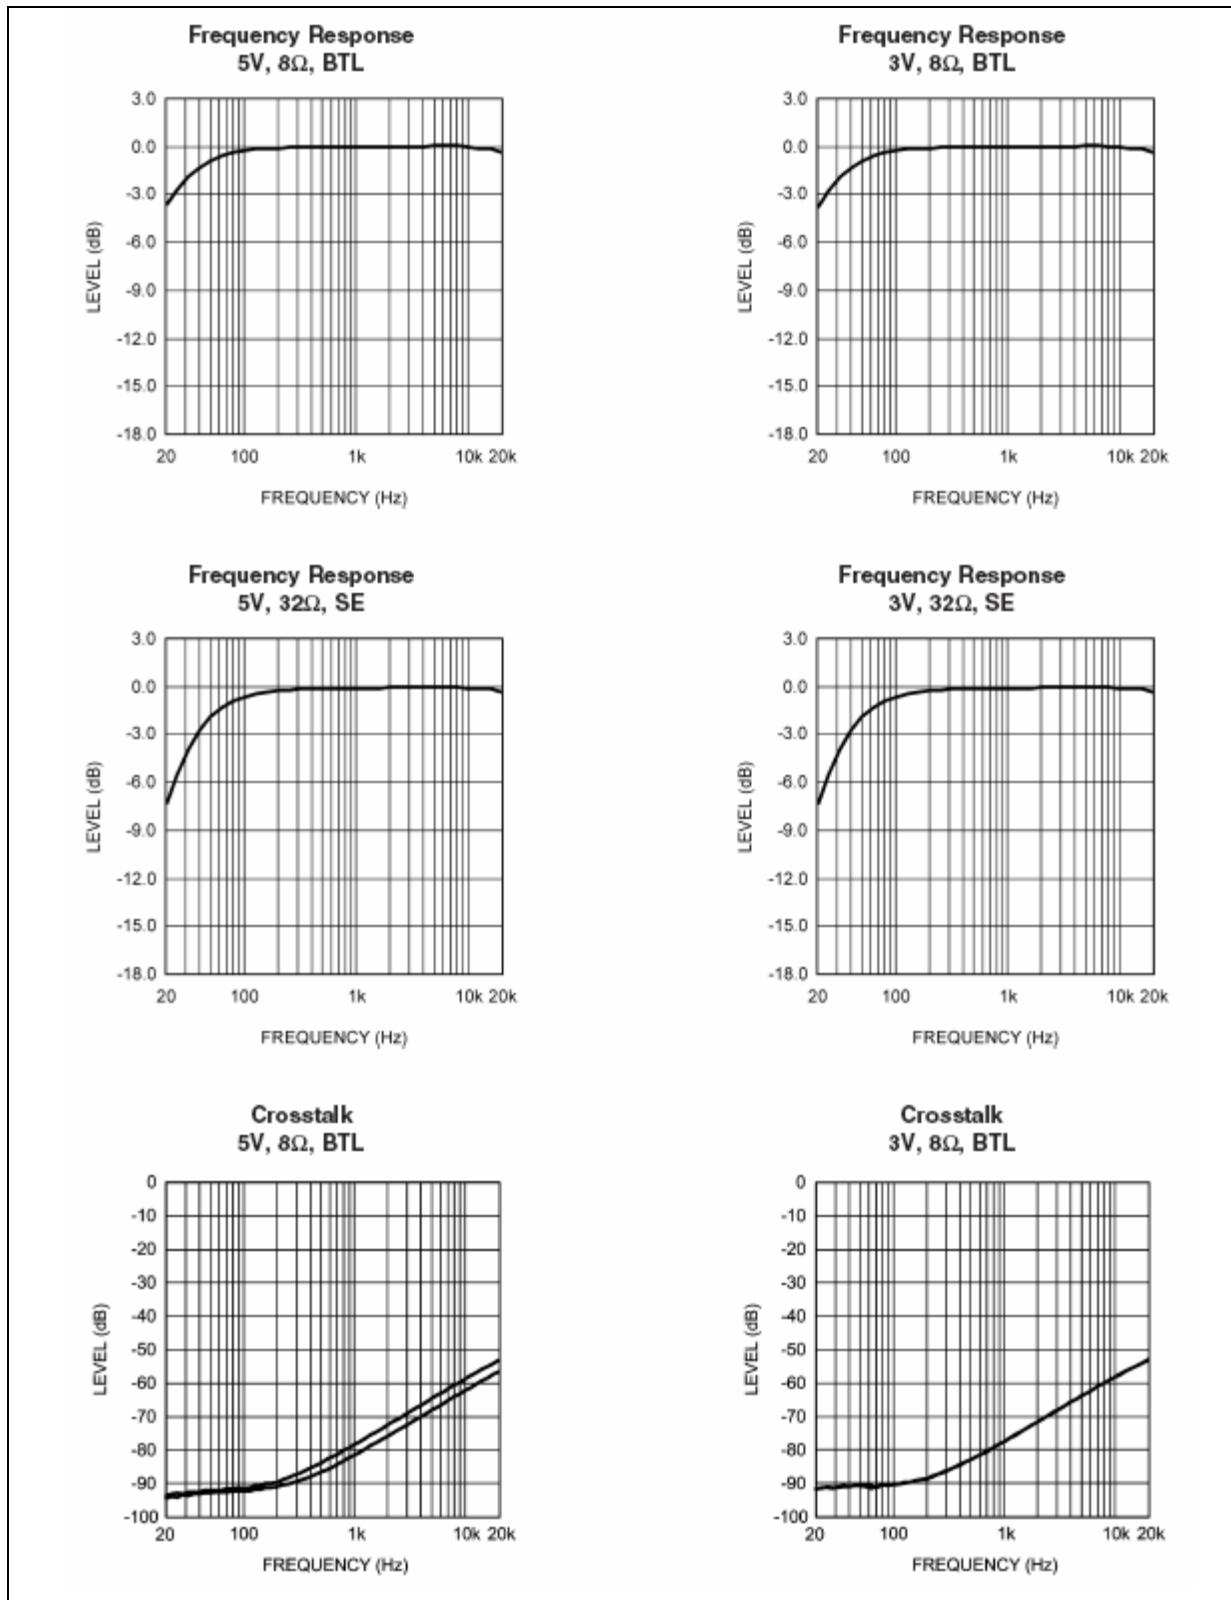 Frequency Response
5V, 8Ω, BTL
3.0
0.0
-3.0
-6.0
-9.0
-12.0
-15.0
-18.0
LEVEL (dB)
20 100 1k 10k 20k
FREQUENCY (Hz)
Frequency Response
3V, 8Ω, BTL
3.0
0.0
-3.0
-6.0
-9.0
-12.0
-15.0
-18.0
LEVEL (dB)
20 100 1k 10k 20k
FREQUENCY (Hz)
Frequency Response
5V, 32Ω, SE
3.0
0.0
-3.0
-6.0
-9.0
-12.0
-15.0
-18.0
LEVEL (dB)
20 100 1k 10k 20k
FREQUENCY (Hz)
Frequency Response
3V, 32Ω, SE
3.0
0.0
-3.0
-6.0
-9.0
-12.0
-15.0
-18.0
LEVEL (dB)
20 100 1k 10k 20k
FREQUENCY (Hz)
Crosstalk
5V, 8Ω, BTL
0
-10
-20
-30
-40
-50
-60
-70
-80
-90
-100
LEVEL (dB)
20 100 1k 10k 20k
FREQUENCY (Hz)
Crosstalk
3V, 8Ω, BTL
0
-10
-20
-30
-40
-50
-60
-70
-80
-90
-100
LEVEL (dB)
20 100 1k 10k 20k
FREQUENCY (Hz)